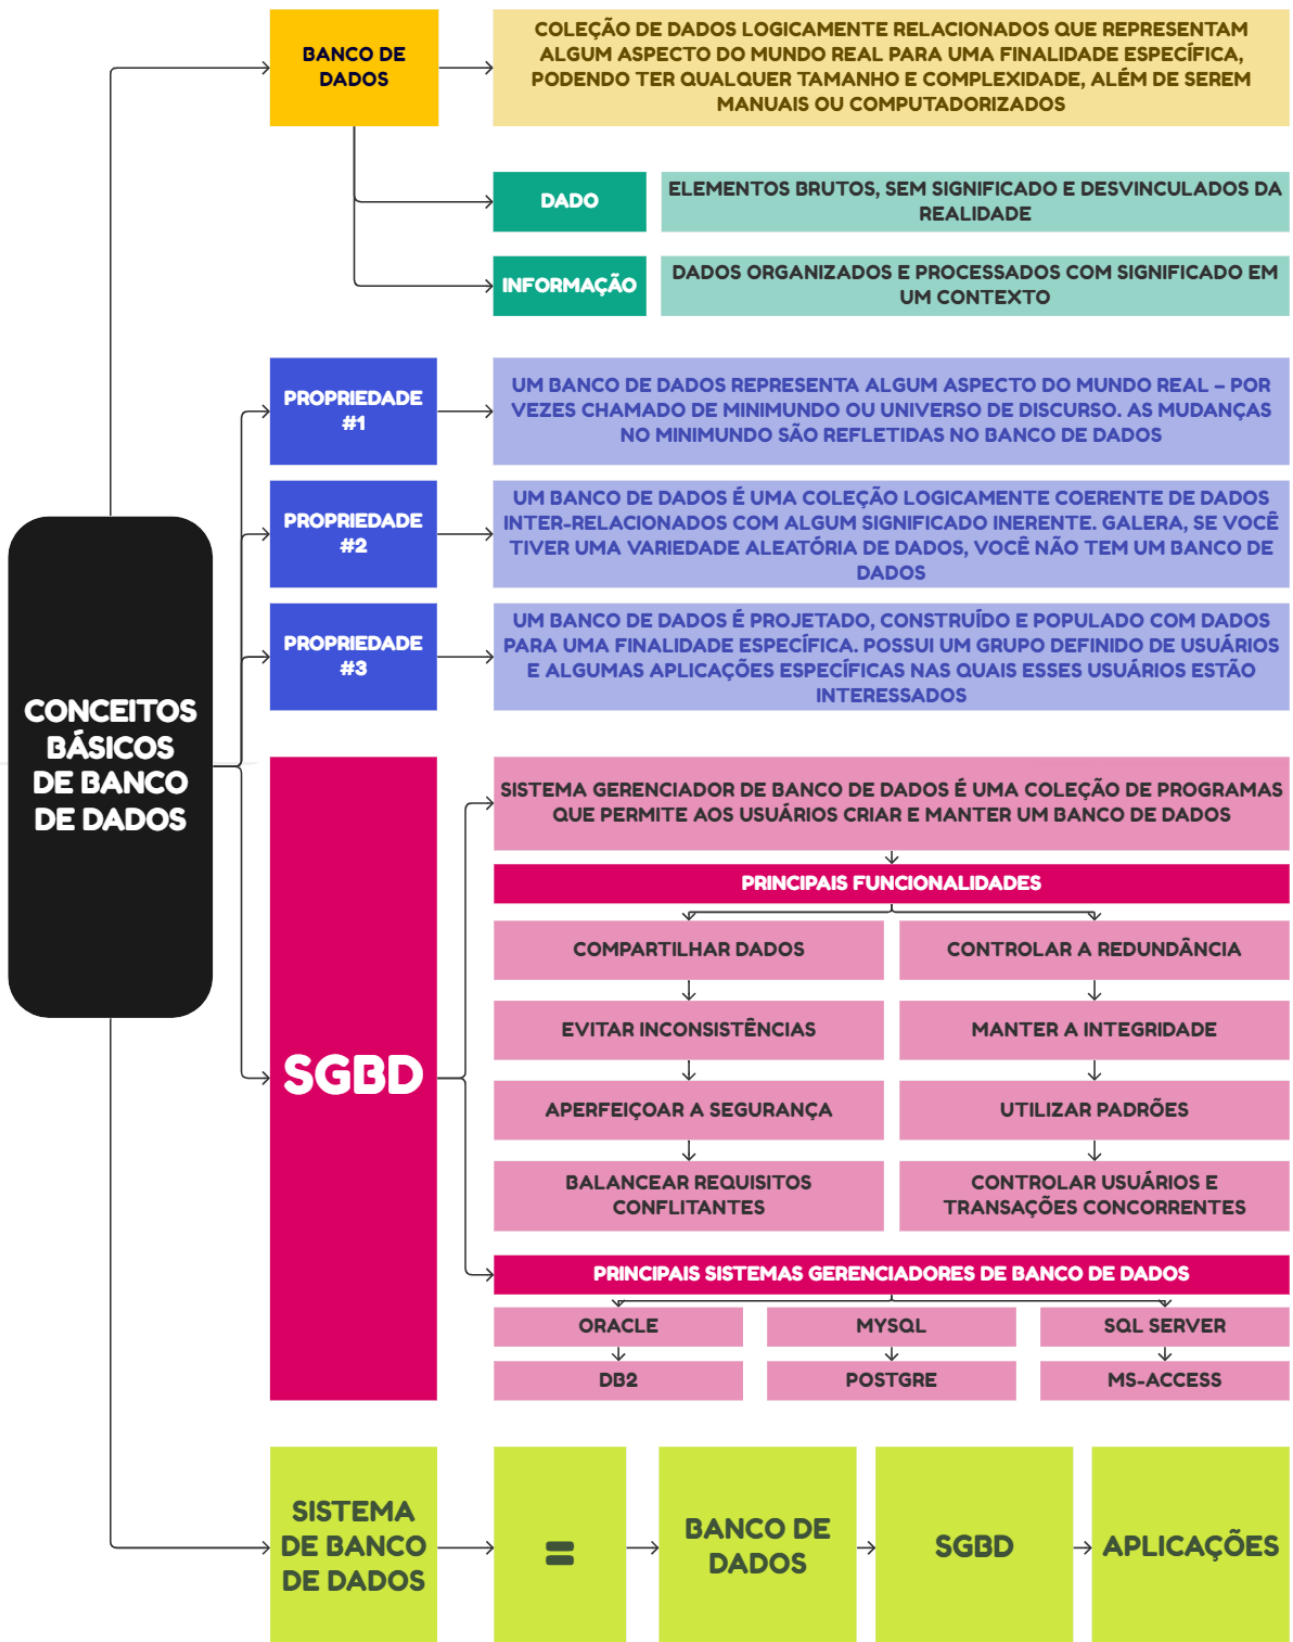 BANCO DE
DADOS
COLEÇÃO DE DADOS LOGICAMENTE RELACIONADOS QUE REPRESENTAM
ALGUM ASPECTO DO MUNDO REAL PARA UMA FINALIDADE ESPECÍFICA,
PODENDO TER QUALQUER TAMANHO E COMPLEXIDADE, ALÉM DE SEREM
MANUAIS OU COMPUTADORIZADOS
DADO
ELEMENTOS BRUTOS, SEM SIGNIFICADO E DESVINCULADOS DA
REALIDADE
INFORMAÇÃO
DADOS ORGANIZADOS E PROCESSADOS COM SIGNIFICADO EM
UM CONTEXTO
PROPRIEDADE
#1
UM BANCO DE DADOS REPRESENTA ALGUM ASPECTO DO MUNDO REAL – POR
VEZES CHAMADO DE MINIMUNDO OU UNIVERSO DE DISCURSO. AS MUDANÇAS
NO MINIMUNDO SÃO REFLETIDAS NO BANCO DE DADOS
PROPRIEDADE
#2
UM BANCO DE DADOS É UMA COLEÇÃO LOGICAMENTE COERENTE DE DADOS
INTER-RELACIONADOS COM ALGUM SIGNIFICADO INERENTE. GALERA, SE VOCÊ
TIVER UMA VARIEDADE ALEATÓRIA DE DADOS, VOCÊ NÃO TEM UM BANCO DE
DADOS
PROPRIEDADE
#3
UM BANCO DE DADOS É PROJETADO, CONSTRUÍDO E POPULADO COM DADOS
PARA UMA FINALIDADE ESPECÍFICA. POSSUI UM GRUPO DEFINIDO DE USUÁRIOS
E ALGUMAS APLICAÇÕES ESPECÍFICAS NAS QUAIS ESSES USUÁRIOS ESTÃO
INTERESSADOS
CONCEITOS
BÁSICOS
DE BANCO
DE DADOS
SGBD
SISTEMA GERENCIADOR DE BANCO DE DADOS É UMA COLEÇÃO DE PROGRAMAS
QUE PERMITE AOS USUÁRIOS CRIAR E MANTER UM BANCO DE DADOS
PRINCIPAIS FUNCIONALIDADES
COMPARTILHAR DADOS
CONTROLAR A REDUNDÂNCIA
EVITAR INCONSISTÊNCIAS
MANTER A INTEGRIDADE
APERFEIÇOAR A SEGURANÇA
UTILIZAR PADRÕES
BALANCEAR REQUISITOS
CONFLITANTES
CONTROLAR USUÁRIOS E
TRANSAÇÕES CONCORRENTES
PRINCIPAIS SISTEMAS GERENCIADORES DE BANCO DE DADOS
ORACLE
MYSQL
SQL SERVER
DB2
POSTGRE
MS-ACCESS
SISTEMA
DE BANCO
DE DADOS
=
BANCO DE
DADOS
SGBD
APLICAÇÕES